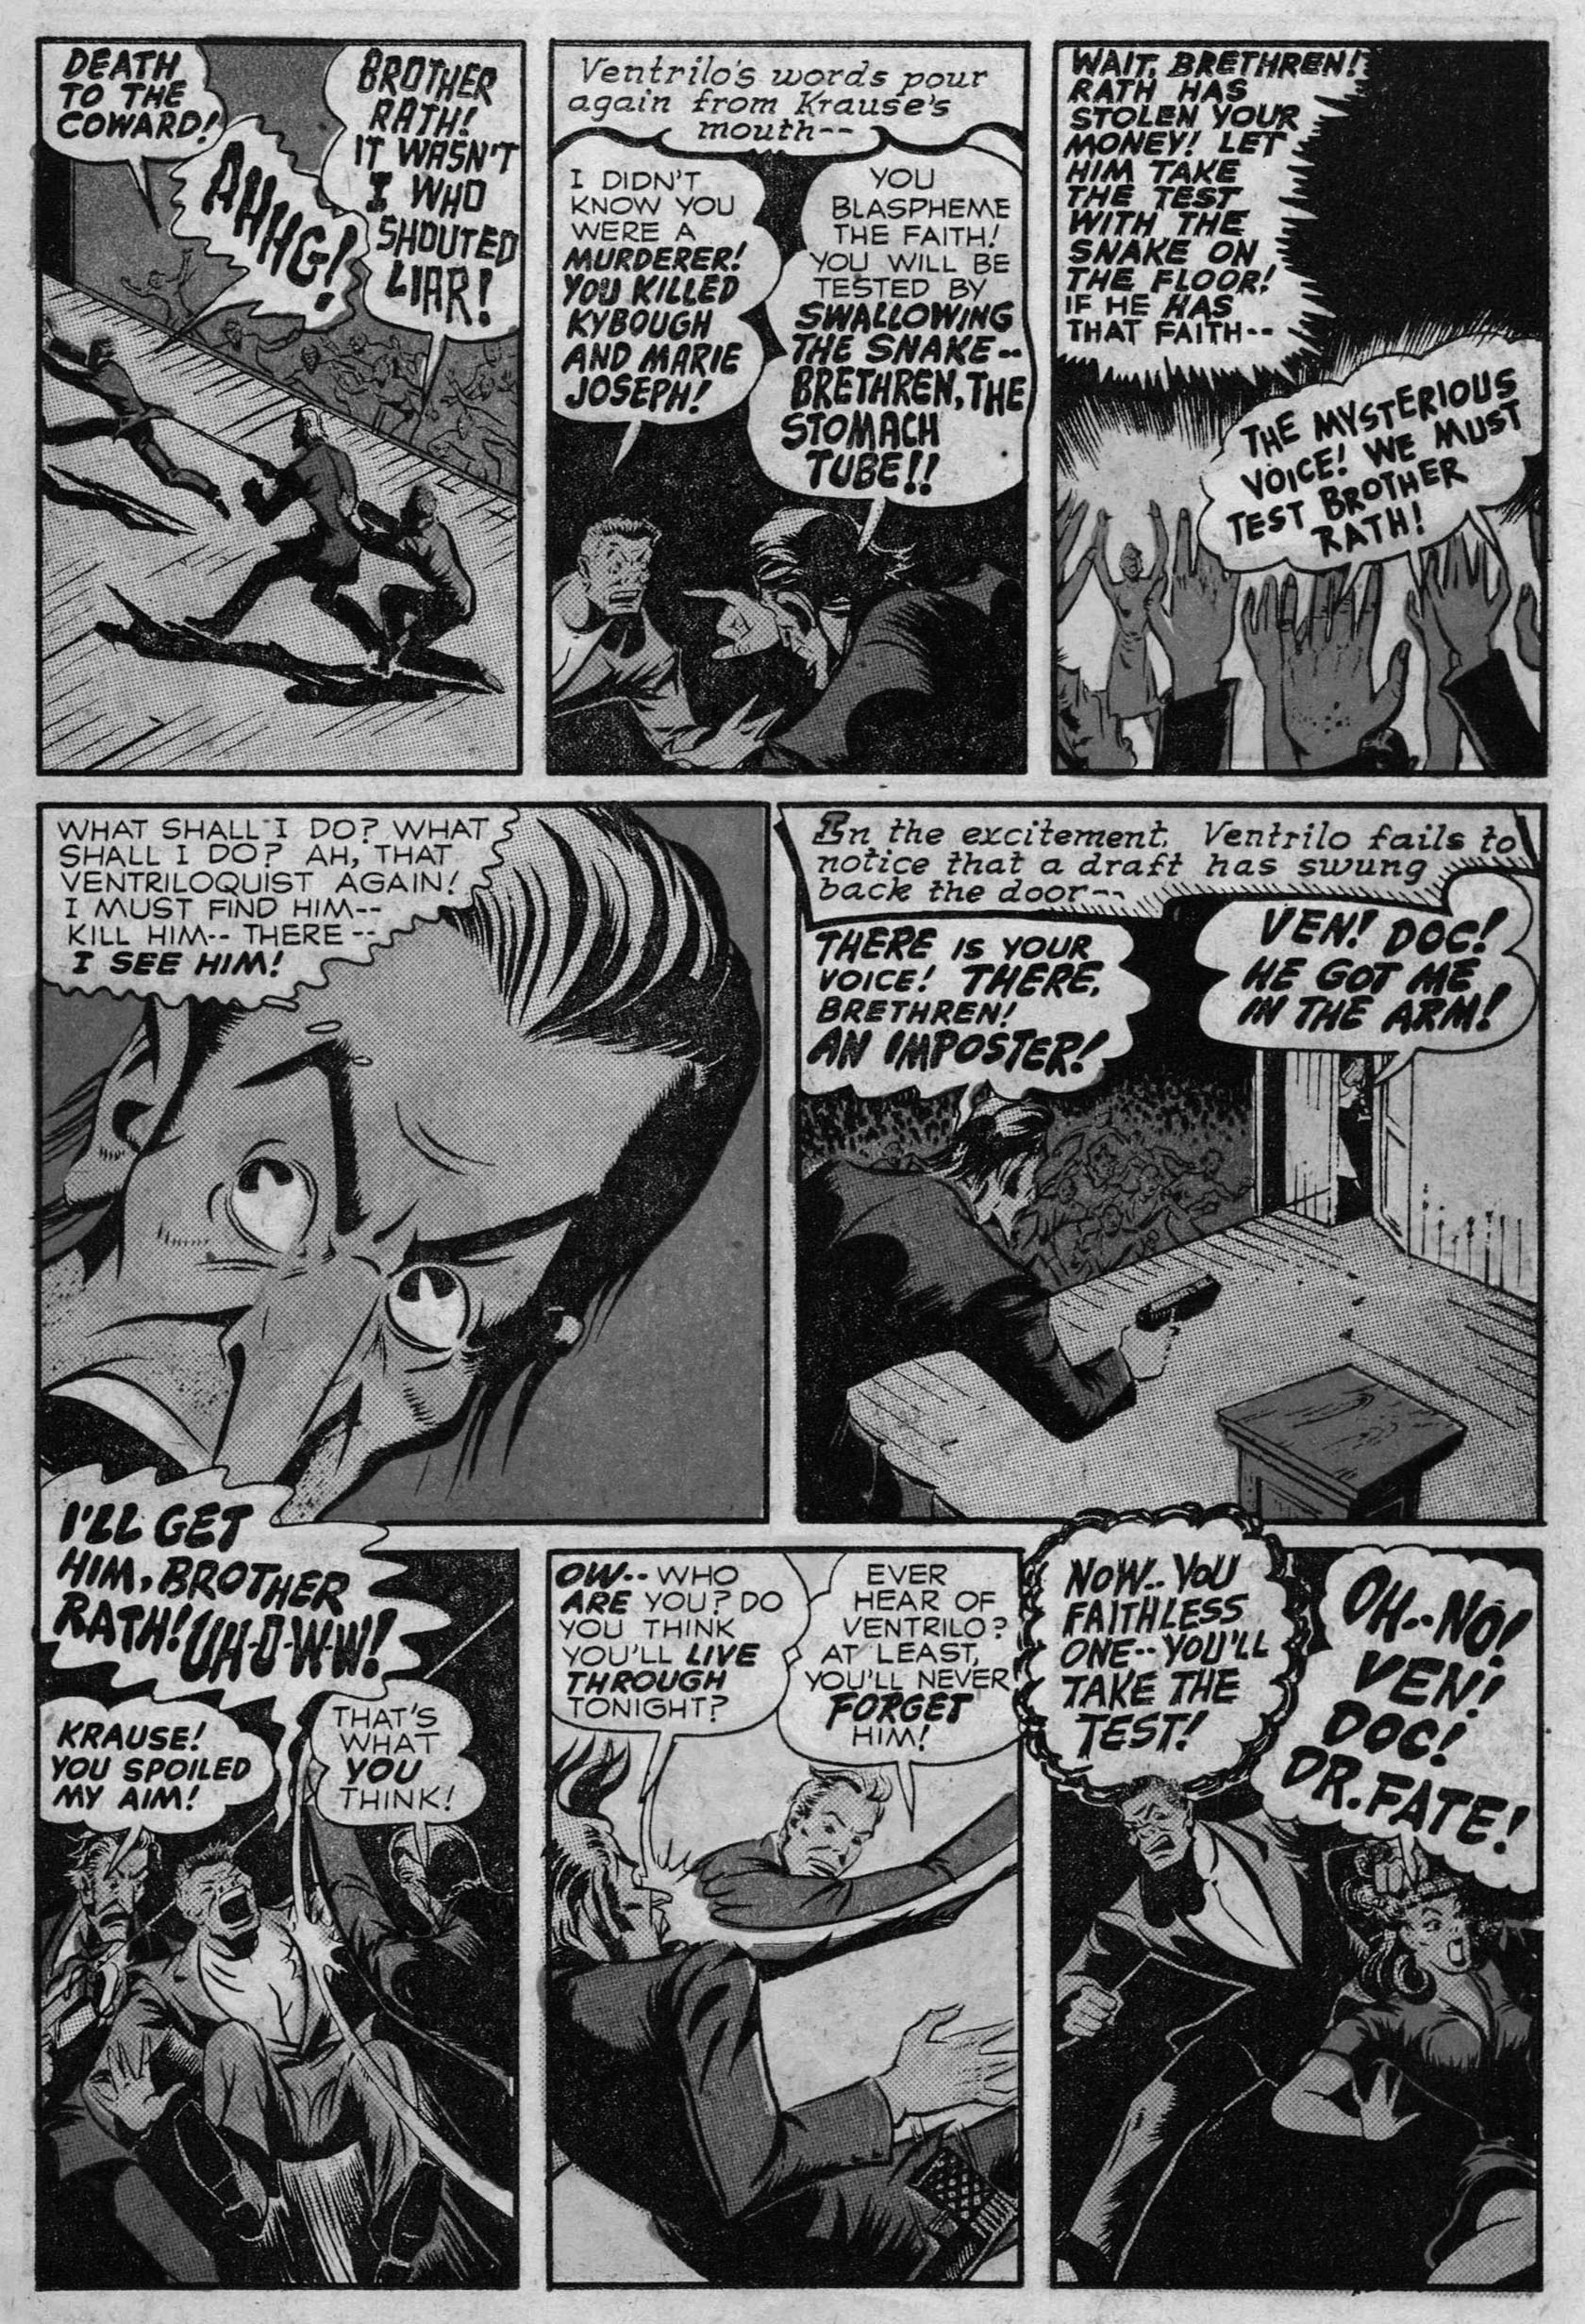 DEATH
TO THE
COWARD!
AHHG!
BROTHER
RATH!
IT WASN'T
I WHO
SHOUTED
LIAR!
Ventrilo's words pour
again from Krause's
mouth--
I DIDN'T
KNOW YOU
WERE A
MURDERER!
YOU KILLED
KYBOUGH
AND MARIE
JOSEPH!
YOU
BLASPHEME
THE FAITH!
YOU WILL BE
TESTED BY
SWALLOWING
THE SNAKE--
BRETHREN, THE
STOMACH
TUBE!!
WAIT, BRETHREN!
RATH HAS
STOLEN YOUR
MONEY! LET
HIM TAKE
THE TEST
WITH THE
SNAKE ON
THE FLOOR!
IF HE HAS
THAT FAITH--
THE MYSTERIOUS
VOICE! WE MUST
TEST BROTHER
RATH!
WHAT SHALL I DO? WHAT
SHALL I DO? AH, THAT
VENTRILOQUIST AGAIN!
I MUST FIND HIM--
KILL HIM-- THERE--
I SEE HIM!
In the excitement, Ventrilo fails to
notice that a draft has swung
back the door--
THERE IS YOUR
VOICE! THERE,
BRETHREN!
AN IMPOSTER!
VEN! DOC!
HE GOT ME
IN THE ARM!
I'LL GET
HIM, BROTHER
RATH! UH-O-W-W!
KRAUSE!
YOU SPOILED
MY AIM!
THAT'S
WHAT
YOU
THINK!
OW-- WHO
ARE YOU? DO
YOU THINK
YOU'LL LIVE
THROUGH
TONIGHT?
EVER
HEAR OF
VENTRILO?
AT LEAST,
YOU'LL NEVER
FORGET
HIM!
NOW.. YOU
FAITHLESS
ONE-- YOU'LL
TAKE THE
TEST!
OH--NO!
VEN!
DOC!
DR. FATE!